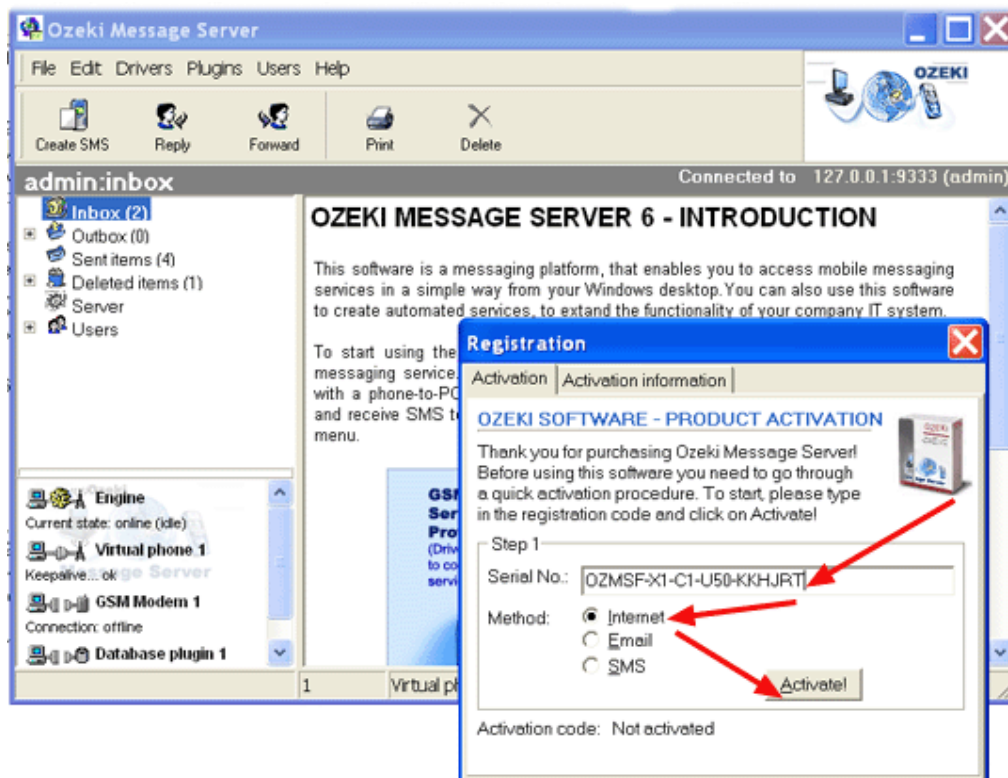 Ozeki Message Server
File Edit Drivers Plugins Users Help
OZEKI
Create SMS Reply Forward Print Delete
admin:inbox Connected to 127.0.0.1:9333 (admin)
Inbox (2)
Outbox (0)
Sent items (4)
Deleted items (1)
Server
Users
OZEKI MESSAGE SERVER 6 - INTRODUCTION
This software is a messaging platform, that enables you to access mobile messaging
services in a simple way from your Windows desktop. You can also use this software
to create automated services, to extand the functionality of your company IT system.
To start using the
messaging service.
with a phone-to-PC
and receive SMS
menu.
Engine
Current state: online (idle)
Virtual phone 1
Keepalive... ok
GSM Modem 1
Connection: offline
Database plugin 1
1 Virtual
Registration
Activation Activation information
OZEKI SOFTWARE - PRODUCT ACTIVATION
Thank you for purchasing Ozeki Message Server!
Before using this software you need to go through
a quick activation procedure. To start, please type
in the registration code and click on Activate!
Step 1
Serial No.: OZMSF-X1-C1-U50-KKHJRT
Method: Internet
Email
SMS
Activate!
Activation code: Not activated